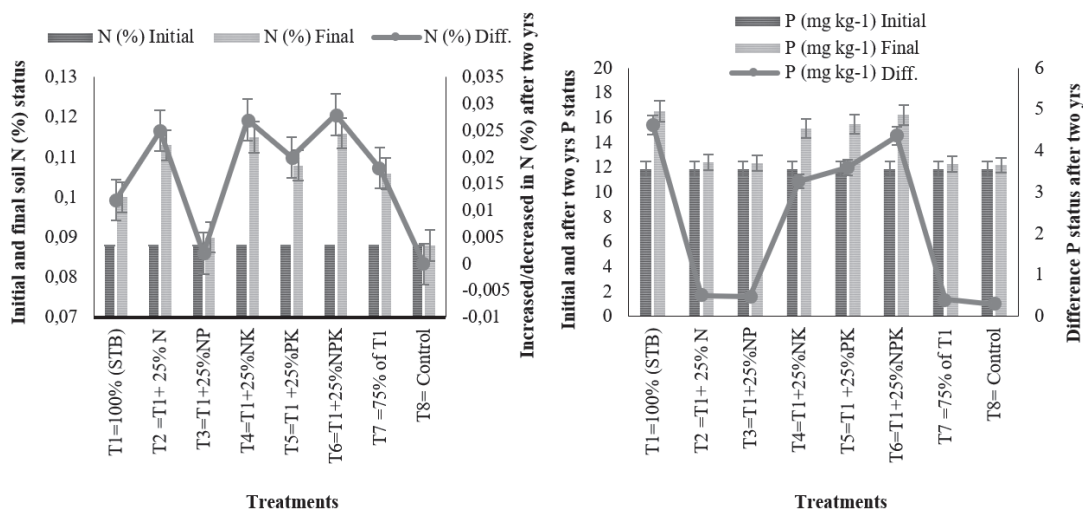 N (%) Initial
N (%) Final
N (%) Diff.
Initial and final soil N (%) status
0,13
0,12
0,11
0,1
0,09
0,08
0,07
0,035
0,03
0,025
0,02
0,015
0,01
0,005
0
-0,005
-0,01
Increased/decreased in N (%) after two yrs
T1=100% (STB)
T2 =T1+ 25% N
T3=T1+25%NP
T4=T1+25%NK
T5=T1 +25%PK
T6=T1+25%NPK
T7 =75% of T1
T8= Control
Treatments
P (mg kg-1) Initial
P (mg kg-1) Final
P (mg kg-1) Diff.
Initial and after two yrs P status
20
18
16
14
12
10
8
6
4
2
0
6
5
4
3
2
1
0
Difference P status after two yrs
T1=100% (STB)
T2 =T1+ 25% N
T3=T1+25%NP
T4=T1+25%NK
T5=T1 +25%PK
T6=T1+25%NPK
T7 =75% of T1
T8= Control
Treatments